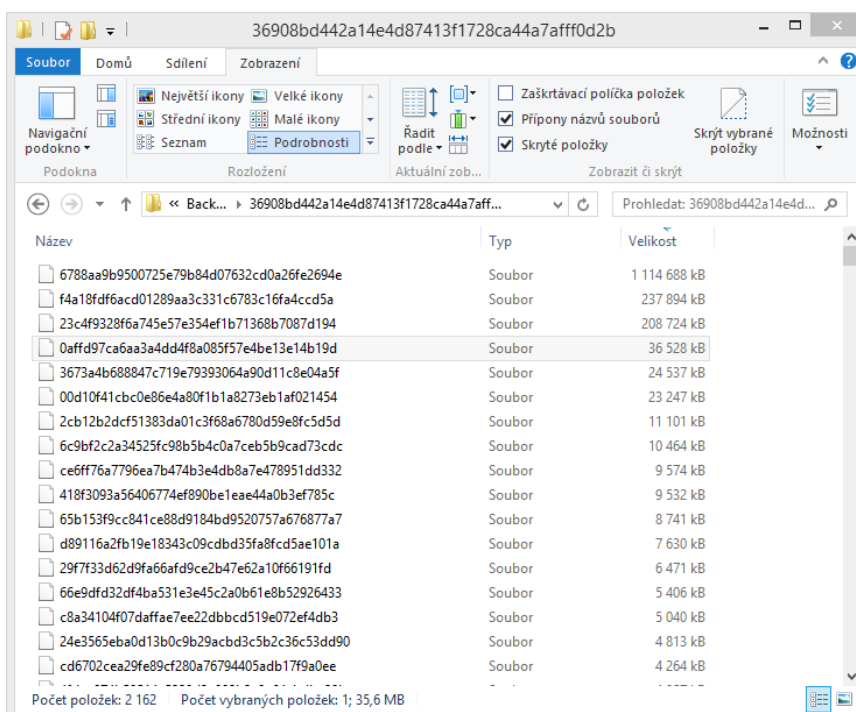 36908bd442a14e4d87413f1728ca44a7afff0d2b
Soubor Domů Sdílení Zobrazení
Navigační podokno
Největší ikony Velké ikony
Střední ikony Malé ikony
Seznam Podrobnosti
Řadit podle
Zaškrtávací políčka položek
Přípony názvů souborů
Skryté položky
Skrýt vybrané položky
Možnosti
Podokna Rozložení Aktuální zob... Zobrazit či skrýt
« Back... 36908bd442a14e4d87413f1728ca44a7aff... Prohledat: 36908bd442a14e4d...
Název Typ Velikost
6788aa9b9500725e79b84d07632cd0a26fe2694e Soubor 1 114 688 kB
f4a18fdf6acd01289aa3c331c6783c16fa4ccd5a Soubor 237 894 kB
23c4f9328f6a745e57e354ef1b71368b7087d194 Soubor 208 724 kB
0affd97ca6aa3a4dd4f8a085f57e4be13e14b19d Soubor 36 528 kB
3673a4b688847c719e79393064a90d11c8e04a5f Soubor 24 537 kB
00d10f41cbc0e86e4a80f1b1a8273eb1af021454 Soubor 23 247 kB
2cb12b2dcf51383da01c3f68a6780d59e8fc5d5d Soubor 11 101 kB
6c9bf2c2a34525fc98b5b4c0a7ceb5b9cad73cdc Soubor 10 464 kB
ce6ff76a7796ea7b474b3e4db8a7e478951dd332 Soubor 9 574 kB
418f3093a56406774ef890be1eae44a0b3ef785c Soubor 9 532 kB
65b153f9cc841ce88d9184bd9520757a676877a7 Soubor 8 741 kB
d89116a2fb19e18343c09cdbd35fa8fcd5ae101a Soubor 7 630 kB
29f7f33d62d9fa66afd9ce2b47e62a10f66191fd Soubor 6 471 kB
66e9dfd32df4ba531e3e45c2a0b61e8b52926433 Soubor 5 406 kB
c8a34104f07daffae7ee22dbbcd519e072ef4db3 Soubor 5 040 kB
24e3565eba0d13b0c9b29acbd3c5b2c36c53dd90 Soubor 4 813 kB
cd6702cea29fe89cf280a76794405adb17f9a0ee Soubor 4 264 kB
Počet položek: 2 162 Počet vybraných položek: 1; 35,6 MB